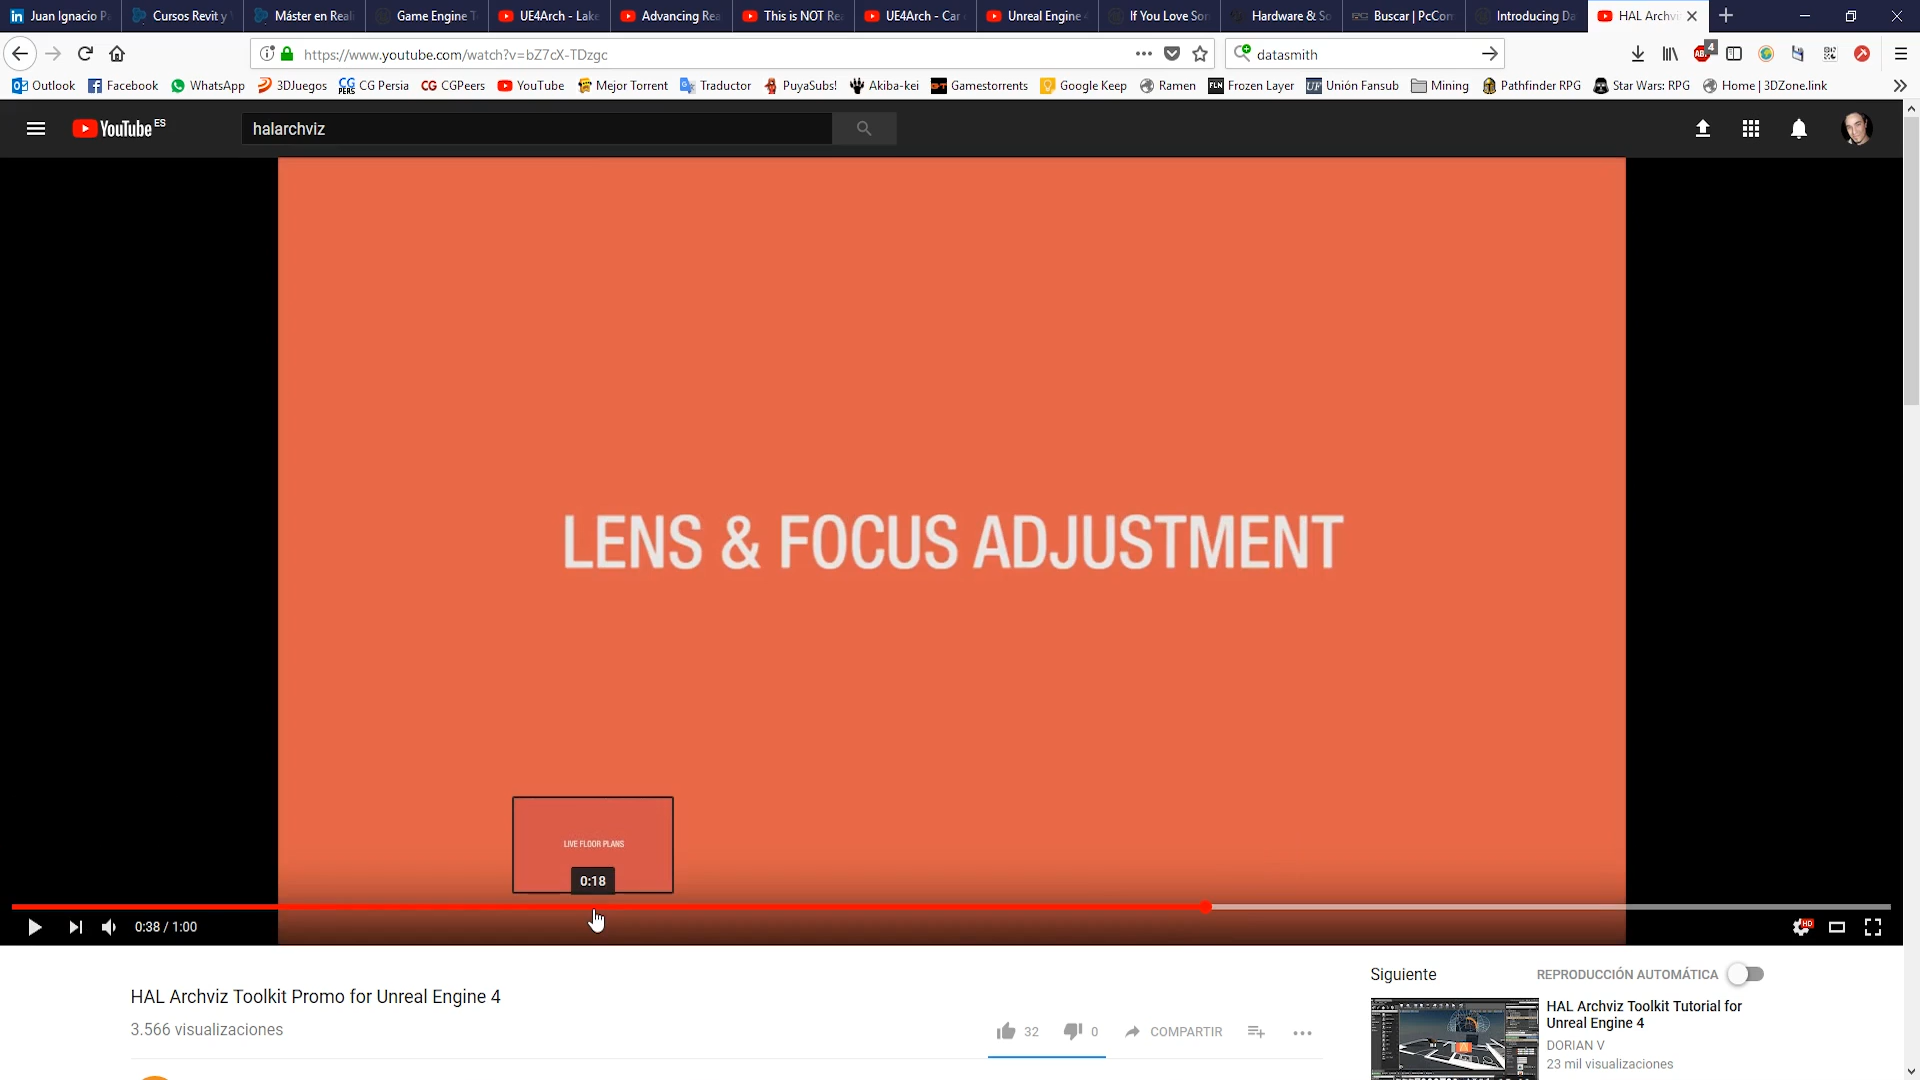 Juan Ignacio P
Cursos Revit y
Máster en Reali
Game Engine T
UE4Arch - Lake
Advancing Rea
This is NOT Re
UE4Arch - Car
Unreal Engine 4
If You Love Son
Hardware & So
Buscar | PcCom
Introducing Da
HAL Archvi
https://www.youtube.com/watch?v=bZ7cX-TDzgc
datasmith
4
Outlook
Facebook
WhatsApp
3DJuegos
CG Persia
CGPeers
YouTube
Mejor Torrent
Traductor
PuyaSubs!
Akiba-kei
Gamestorrents
Google Keep
Ramen
Frozen Layer
Unión Fansub
Mining
Pathfinder RPG
Star Wars: RPG
Home | 3DZone.link
YouTube ES
halarchviz
LENS & FOCUS ADJUSTMENT
LIVE FLOOR PLANS
0:18
0:38 / 1:00
HD
HAL Archviz Toolkit Promo for Unreal Engine 4
3.566 visualizaciones
32
0
COMPARTIR
Siguiente
REPRODUCCIÓN AUTOMÁTICA
HAL Archviz Toolkit Tutorial for
Unreal Engine 4
DORIAN V
23 mil visualizaciones